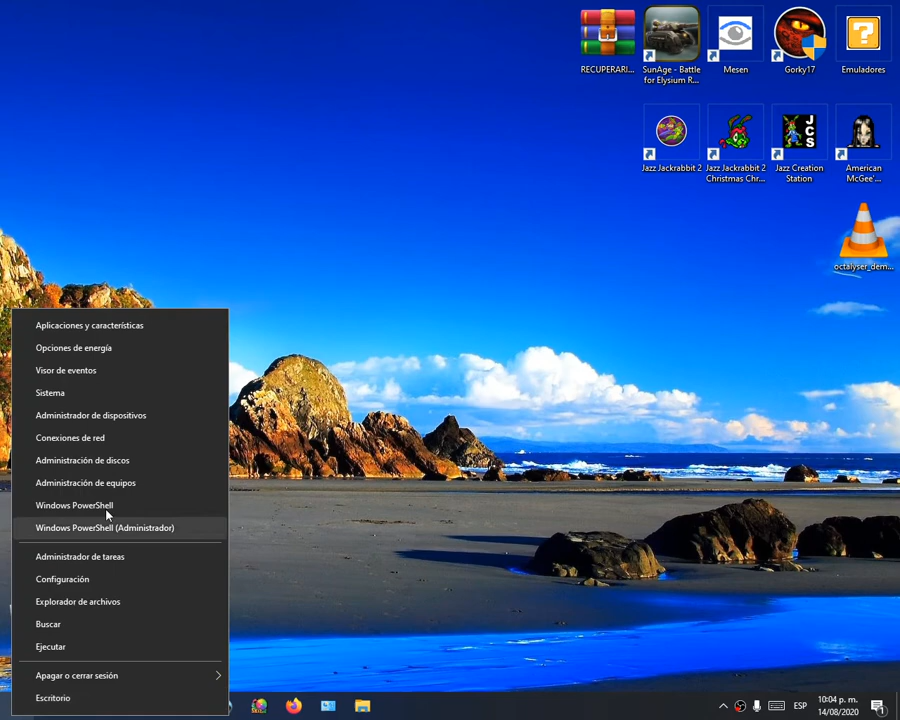 RECUPERARI...
SunAge - Battle
for Elysium R...
Mesen
Gorky17
Emuladores
Jazz Jackrabbit 2
Jazz Jackrabbit 2
Christmas Chr...
JCS
Jazz Creation
Station
American
McGee'...
octalyser_dem...
Aplicaciones y características
Opciones de energía
Visor de eventos
Sistema
Administrador de dispositivos
Conexiones de red
Administración de discos
Administración de equipos
Windows PowerShell
Windows PowerShell (Administrador)
Administrador de tareas
Configuración
Explorador de archivos
Buscar
Ejecutar
Apagar o cerrar sesión
Escritorio
ESP
10:04 p. m.
14/08/2020
1